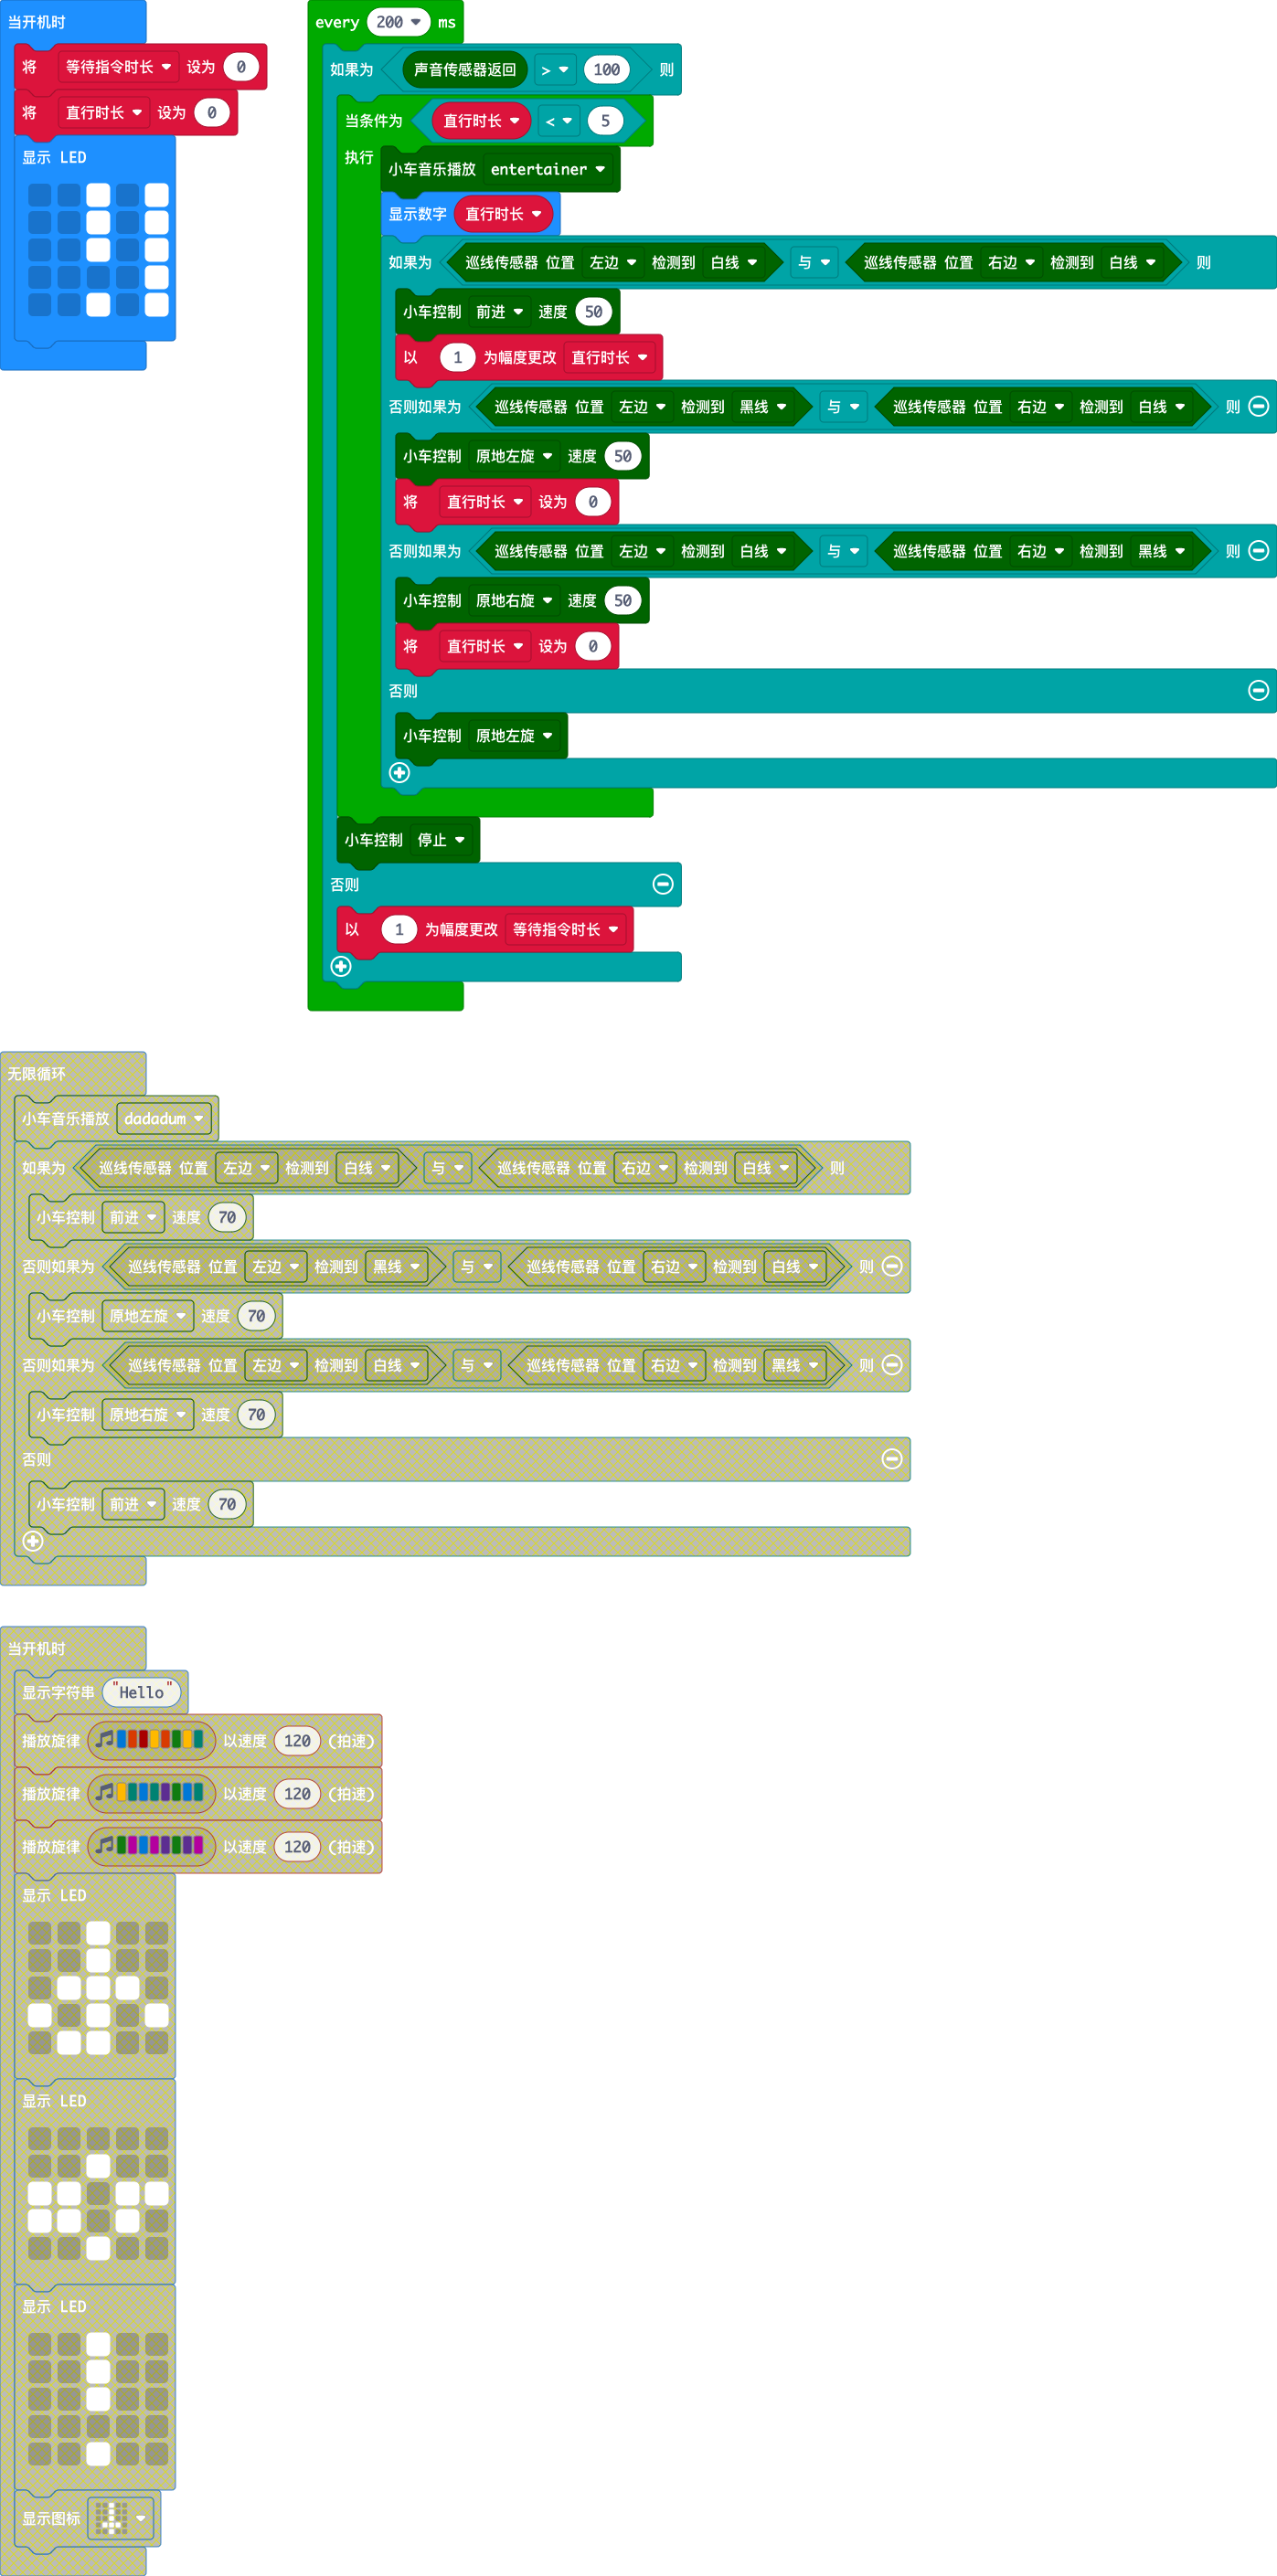 当开机时
将 等待指令时长 设为 0
将 直行时长 设为 0
显示 LED
every 200 ms
如果为 声音传感器返回 > 100 则
当条件为 直行时长 < 5
执行
小车音乐播放 entertainer
显示数字 直行时长
如果为 巡线传感器 位置 左边 检测到 白线 与 巡线传感器 位置 右边 检测到 白线 则
小车控制 前进 速度 50
以 1 为幅度更改 直行时长
否则如果为 巡线传感器 位置 左边 检测到 黑线 与 巡线传感器 位置 右边 检测到 白线 则
小车控制 原地左旋 速度 50
将 直行时长 设为 0
否则如果为 巡线传感器 位置 左边 检测到 白线 与 巡线传感器 位置 右边 检测到 黑线 则
小车控制 原地右旋 速度 50
将 直行时长 设为 0
否则
小车控制 原地左旋
小车控制 停止
否则
以 1 为幅度更改 等待指令时长
无限循环
小车音乐播放 dadadum
如果为 巡线传感器 位置 左边 检测到 白线 与 巡线传感器 位置 右边 检测到 白线 则
小车控制 前进 速度 70
否则如果为 巡线传感器 位置 左边 检测到 黑线 与 巡线传感器 位置 右边 检测到 白线 则
小车控制 原地左旋 速度 70
否则如果为 巡线传感器 位置 左边 检测到 白线 与 巡线传感器 位置 右边 检测到 黑线 则
小车控制 原地右旋 速度 70
否则
小车控制 前进 速度 70
当开机时
显示字符串 "Hello"
播放旋律 以速度 120 (拍速)
播放旋律 以速度 120 (拍速)
播放旋律 以速度 120 (拍速)
显示 LED
显示 LED
显示 LED
显示图标